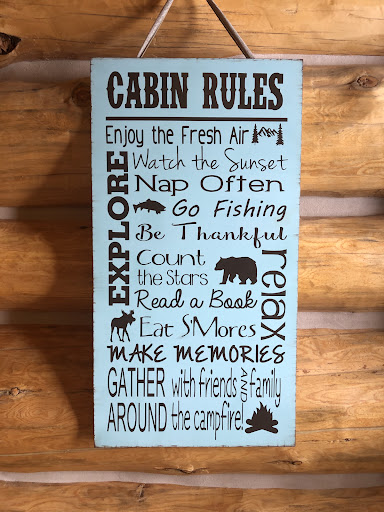 CABIN RULES
Enjoy the Fresh Air
EXPLORE
Watch the Sunset
Nap Often
Go Fishing
Be Thankful
Count
the Stars
relax
Read a Book
Eat S'Mores
MAKE MEMORIES
GATHER with friends AND family
AROUND the campfire!